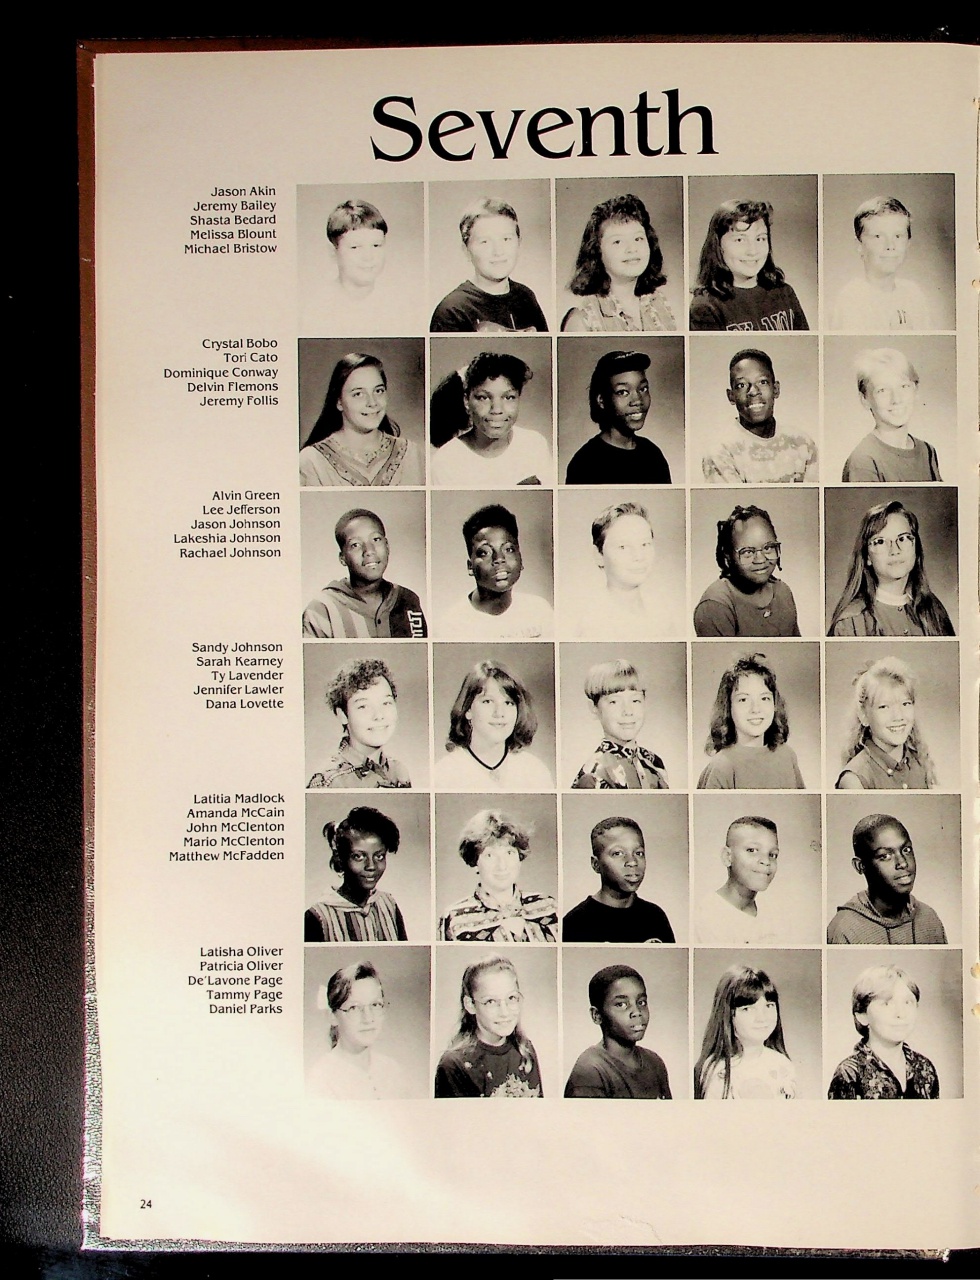 Seventh
Jason Akin
Jeremy Bailey
Shasta Bedard
Melissa Blount
Michael Bristow
Crystal Bobo
Tori Cato
Dominique Conway
Delvin Flemons
Jeremy Follis
Alvin Green
Lee Jefferson
Jason Johnson
Lakeshia Johnson
Rachael Johnson
Sandy Johnson
Sarah Kearney
Ty Lavender
Jennifer Lawler
Dana Lovette
Latitia Madlock
Amanda McCain
John McClenton
Mario McClenton
Matthew McFadden
Latisha Oliver
Patricia Oliver
De'Lavone Page
Tammy Page
Daniel Parks
24